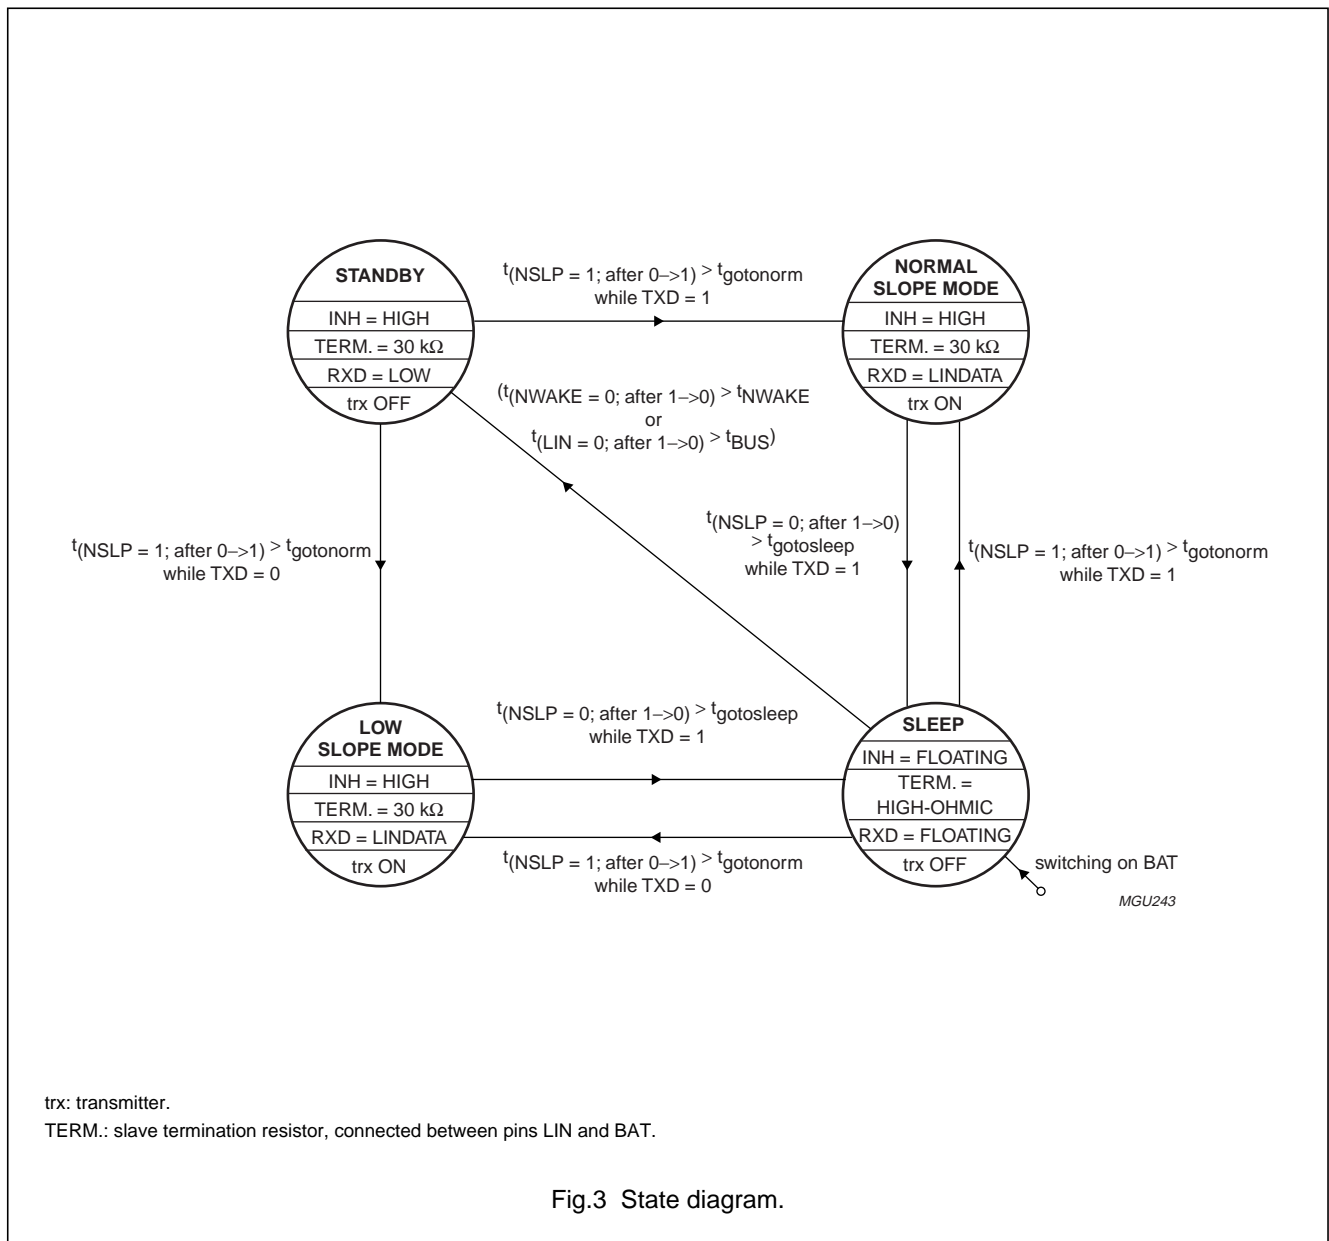 STANDBY
INH = HIGH
TERM. = 30 kΩ
RXD = LOW
trx OFF
t(NSLP = 1; after 0–>1) > tgotonorm
while TXD = 1
NORMAL
SLOPE MODE
INH = HIGH
TERM. = 30 kΩ
RXD = LINDATA
trx ON
(t(NWAKE = 0; after 1–>0) > tNWAKE
or
t(LIN = 0; after 1–>0) > tBUS)
t(NSLP = 1; after 0–>1) > tgotonorm
while TXD = 0
t(NSLP = 0; after 1–>0)
> tgotosleep
while TXD = 1
t(NSLP = 1; after 0–>1) > tgotonorm
while TXD = 1
LOW
SLOPE MODE
INH = HIGH
TERM. = 30 kΩ
RXD = LINDATA
trx ON
t(NSLP = 0; after 1–>0) > tgotosleep
while TXD = 1
t(NSLP = 1; after 0–>1) > tgotonorm
while TXD = 0
SLEEP
INH = FLOATING
TERM. =
HIGH-OHMIC
RXD = FLOATING
trx OFF
switching on BAT
MGU243
trx: transmitter.
TERM.: slave termination resistor, connected between pins LIN and BAT.
Fig.3 State diagram.